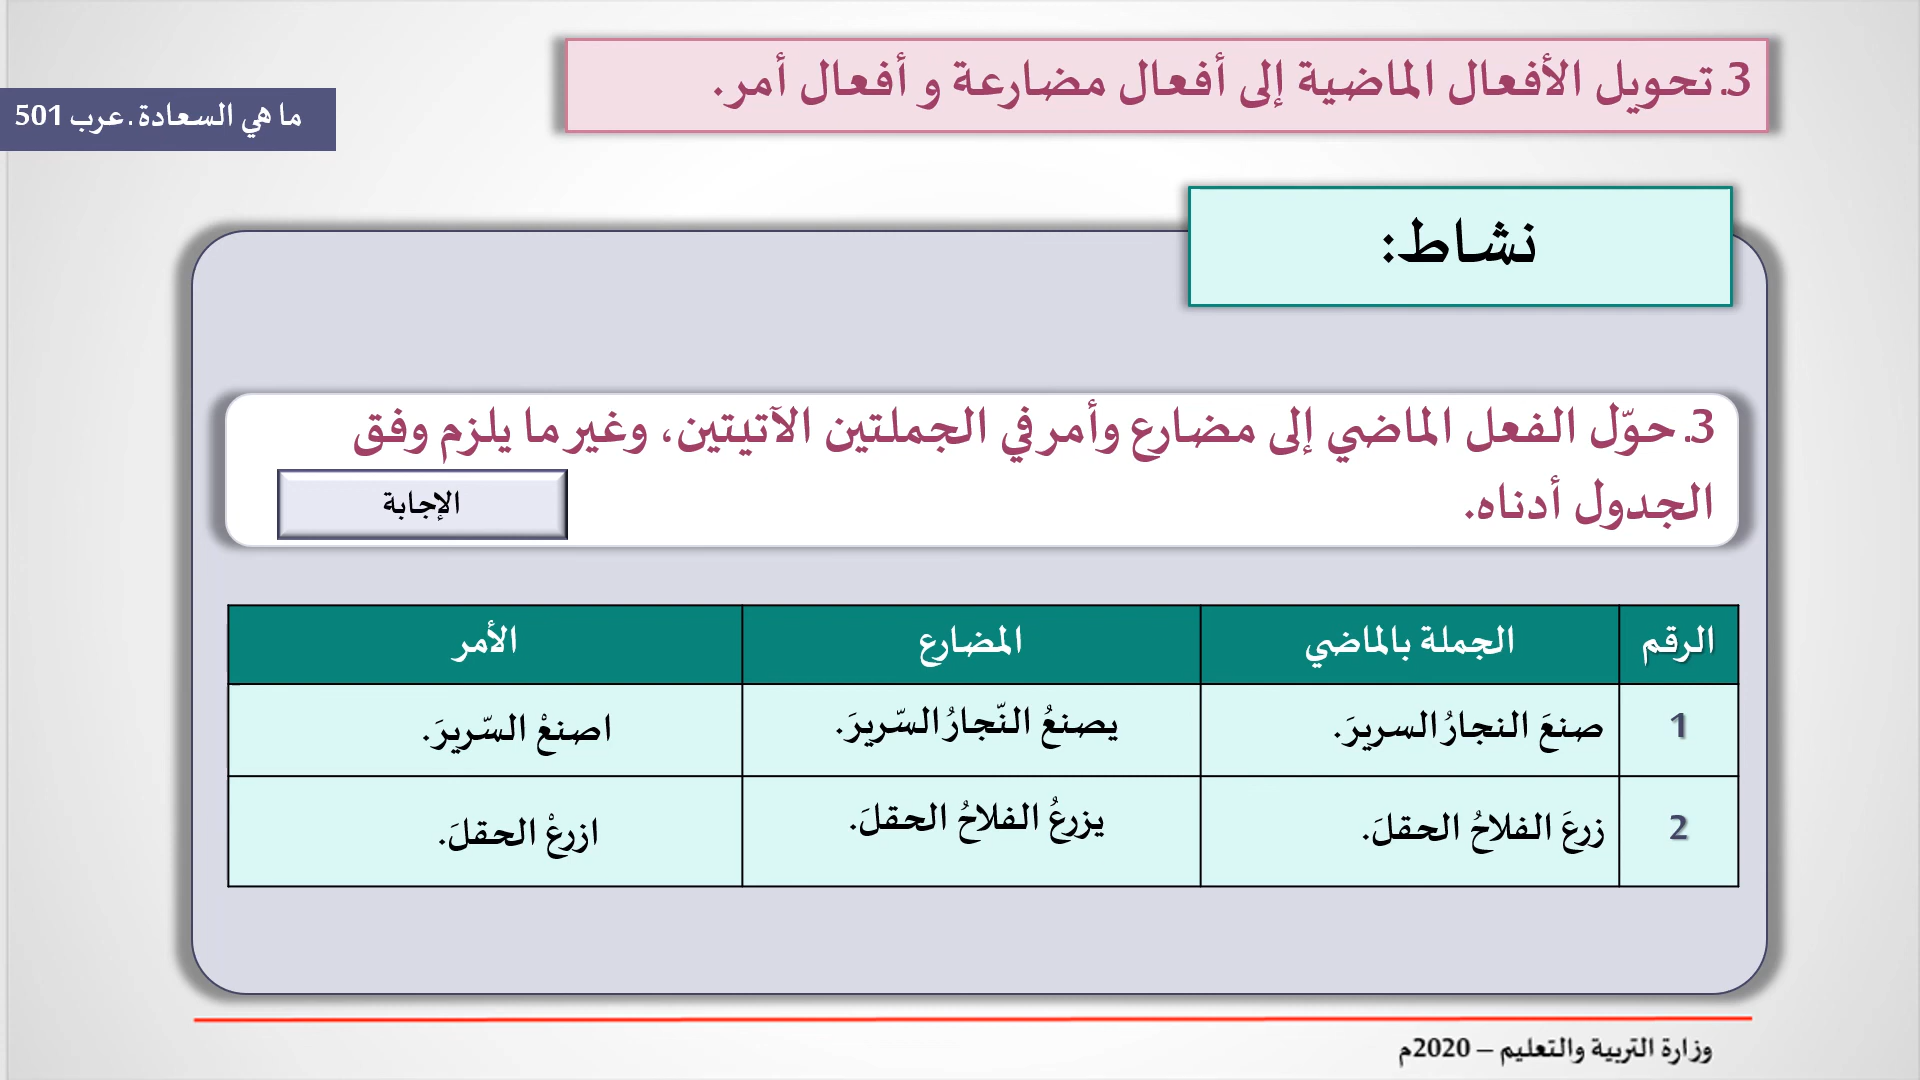 3. تحويل الأفعال الماضية إلى أفعال مضارعة و أفعال أمر.
ما هي السعادة . عرب 501
نشاط:
3. حوّل الفعل الماضي إلى مضارع وأمر في الجملتين الآتيتين، وغير ما يلزم وفق
الجدول أدناه.
الإجابة
الرقم الجملة بالماضي المضارع الأمر
1 صنعَ النجارُ السريرَ. يصنعُ النّجارُ السّريرَ. اصنعْ السّريرَ.
2 زرعَ الفلاحُ الحقلَ. يزرعُ الفلاحُ الحقلَ. ازرعْ الحقلَ.
وزارة التربية والتعليم – 2020م